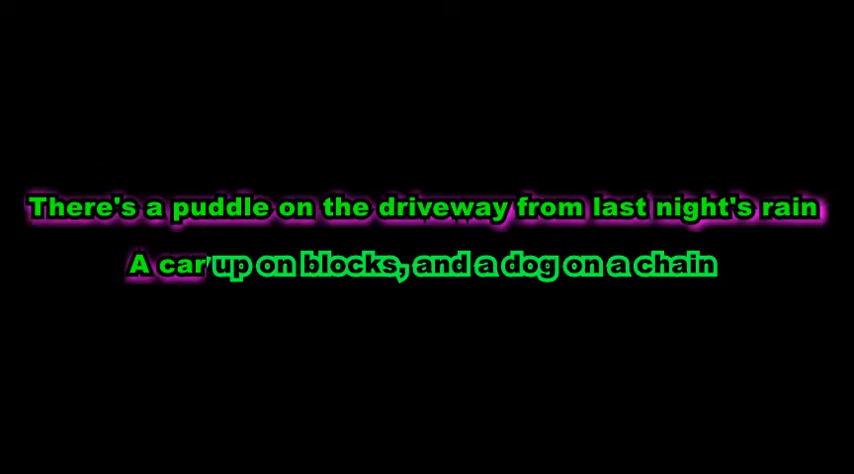 There's a puddle on the driveway from last night's rain
A car up on blocks, and a dog on a chain